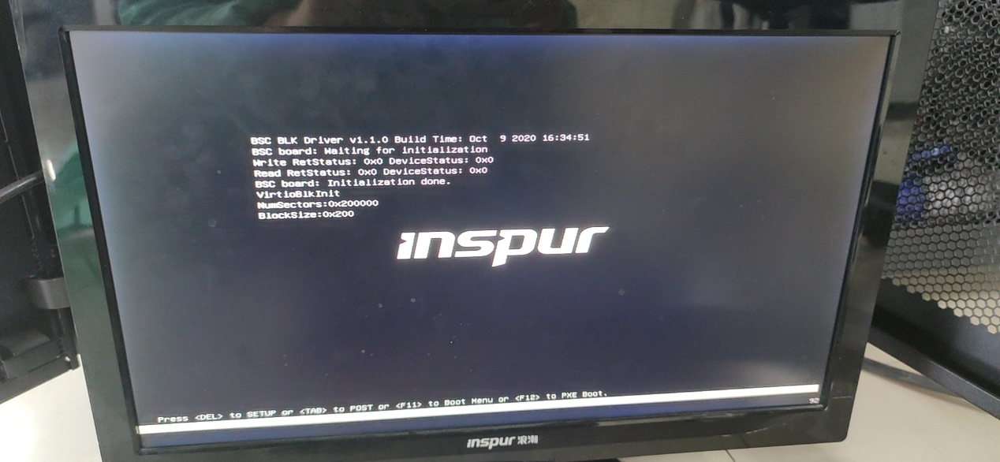 BSC BLK Driver v1.1.0 Build Time: Oct  9 2020 16:34:51
BSC board: Waiting for initialization
Write RetStatus: 0x0 DeviceStatus: 0x0
Read RetStatus: 0x0 DeviceStatus: 0x0
BSC board: Initialization done.
VirtioBlkInit
NumSectors:0x200000
BlockSize:0x200
inspur
Press <DEL> to SETUP or <TAB> to POST or <F11> to Boot Menu or <F12> to PXE Boot.
92
inspur 浪潮